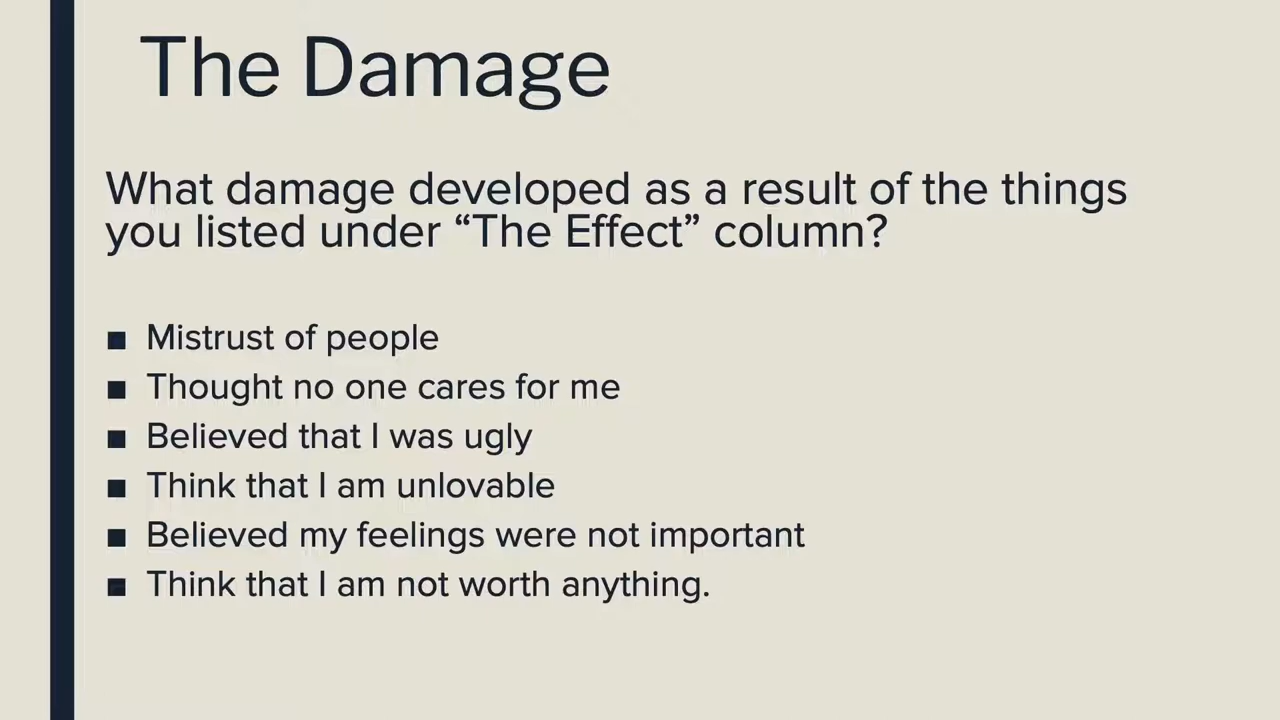 The Damage
What damage developed as a result of the things
you listed under “The Effect” column?
■ Mistrust of people
■ Thought no one cares for me
■ Believed that I was ugly
■ Think that I am unlovable
■ Believed my feelings were not important
■ Think that I am not worth anything.